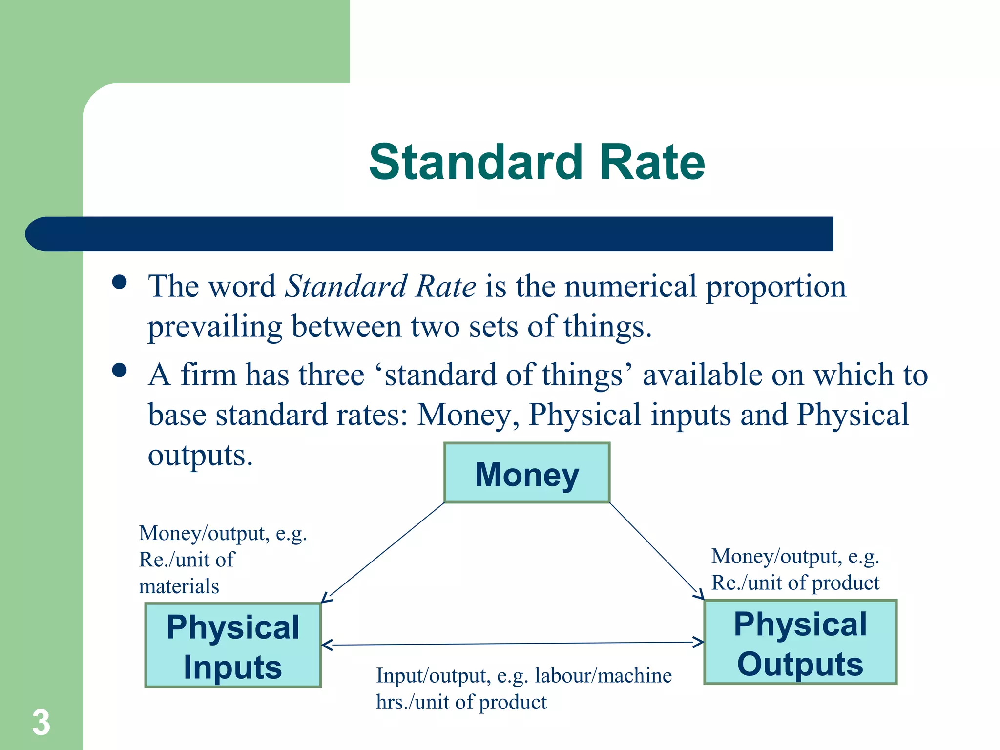 Standard Rate
• The word Standard Rate is the numerical proportion
prevailing between two sets of things.
• A firm has three ‘standard of things’ available on which to
base standard rates: Money, Physical inputs and Physical
outputs.
Money
Money/output, e.g.
Re./unit of
materials
Money/output, e.g.
Re./unit of product
Physical
Inputs
Physical
Outputs
Input/output, e.g. labour/machine
hrs./unit of product
3